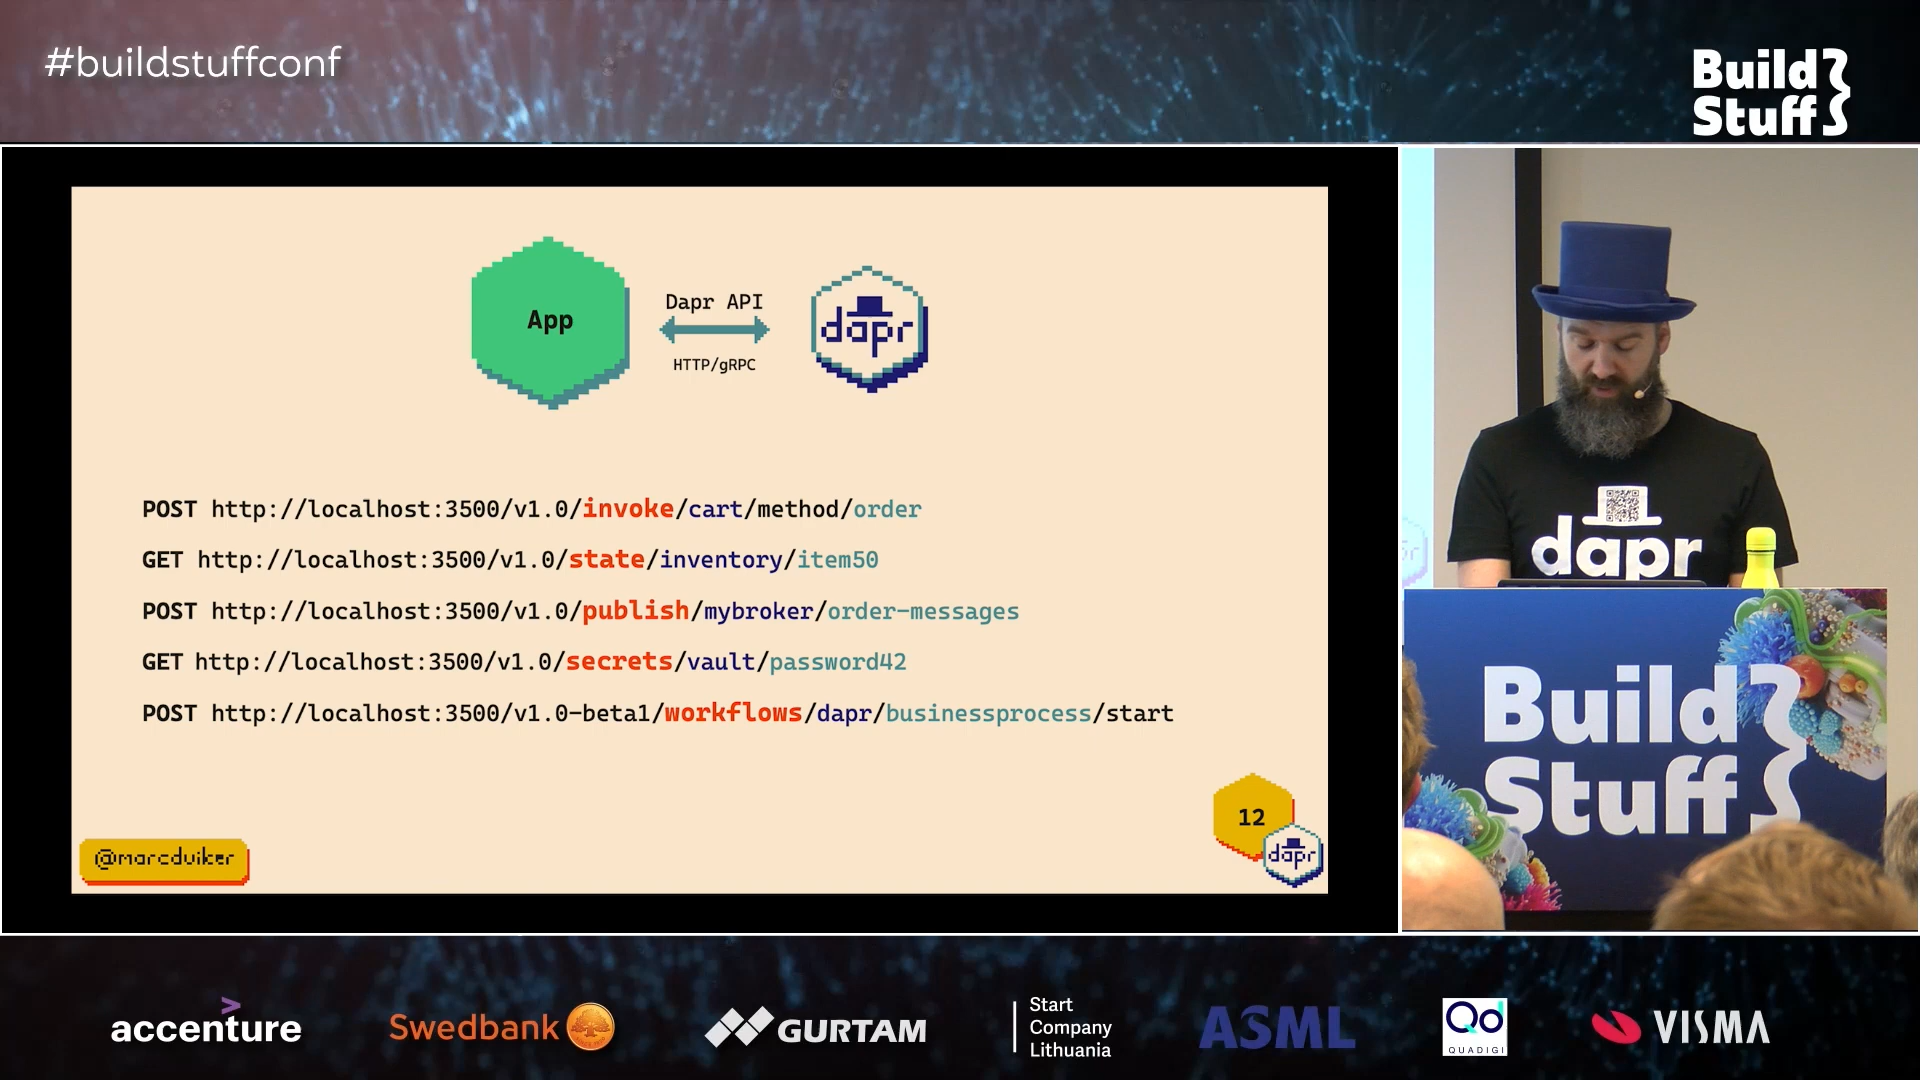 #buildstuffconf
Build
Stuff
App
Dapr API
HTTP/gRPC
dapr
POST http://localhost:3500/v1.0/invoke/cart/method/order
GET http://localhost:3500/v1.0/state/inventory/item50
POST http://localhost:3500/v1.0/publish/mybroker/order-messages
GET http://localhost:3500/v1.0/secrets/vault/password42
POST http://localhost:3500/v1.0-beta1/workflows/dapr/businessprocess/start
@marcduiker
12
dapr
dapr
Build
Stuff
accenture
Swedbank
GURTAM
Start
Company
Lithuania
ASML
Qd
QUADIGI
VISMA